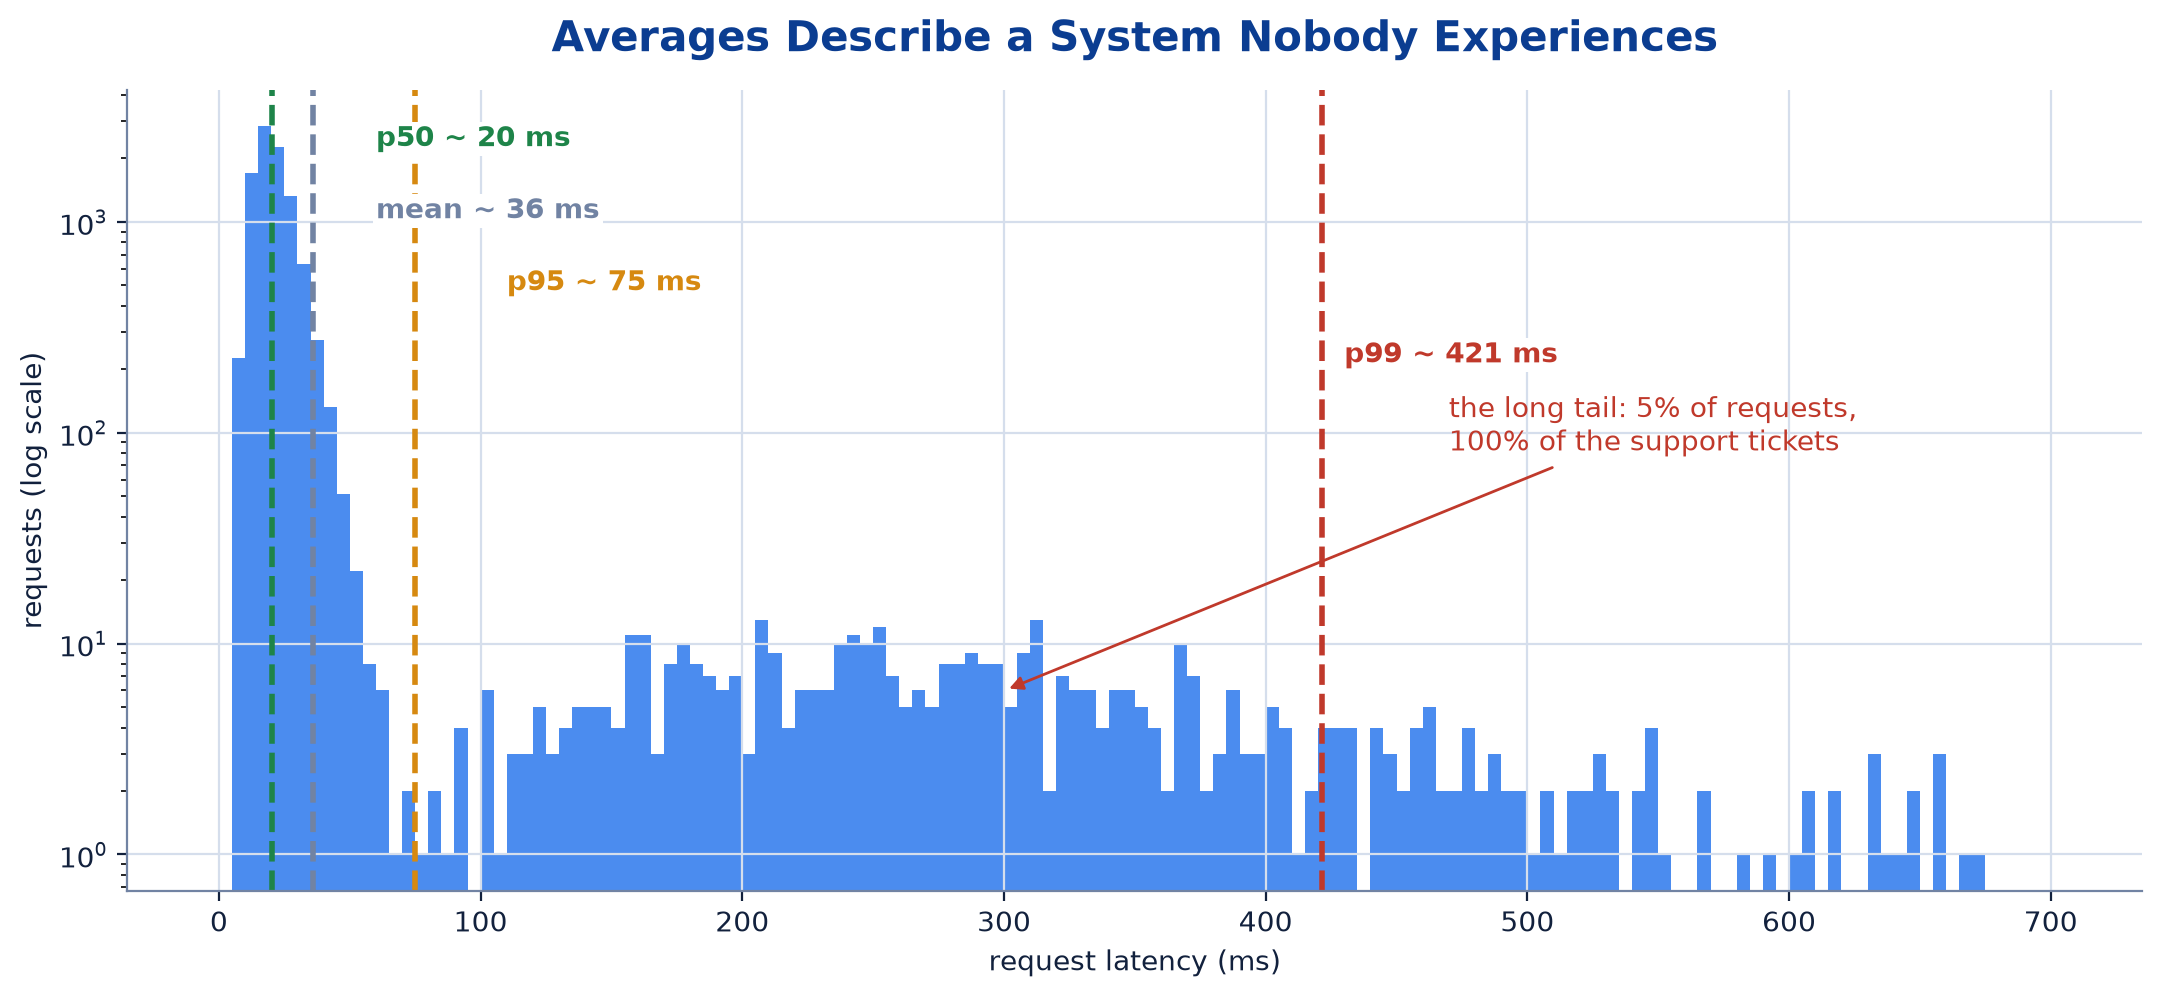 Averages Describe a System Nobody Experiences
p50 ~ 20 ms
mean ~ 36 ms
p95 ~ 75 ms
p99 ~ 421 ms
the long tail: 5% of requests,
100% of the support tickets
requests (log scale)
10³
10²
10¹
10⁰
0 100 200 300 400 500 600 700
request latency (ms)